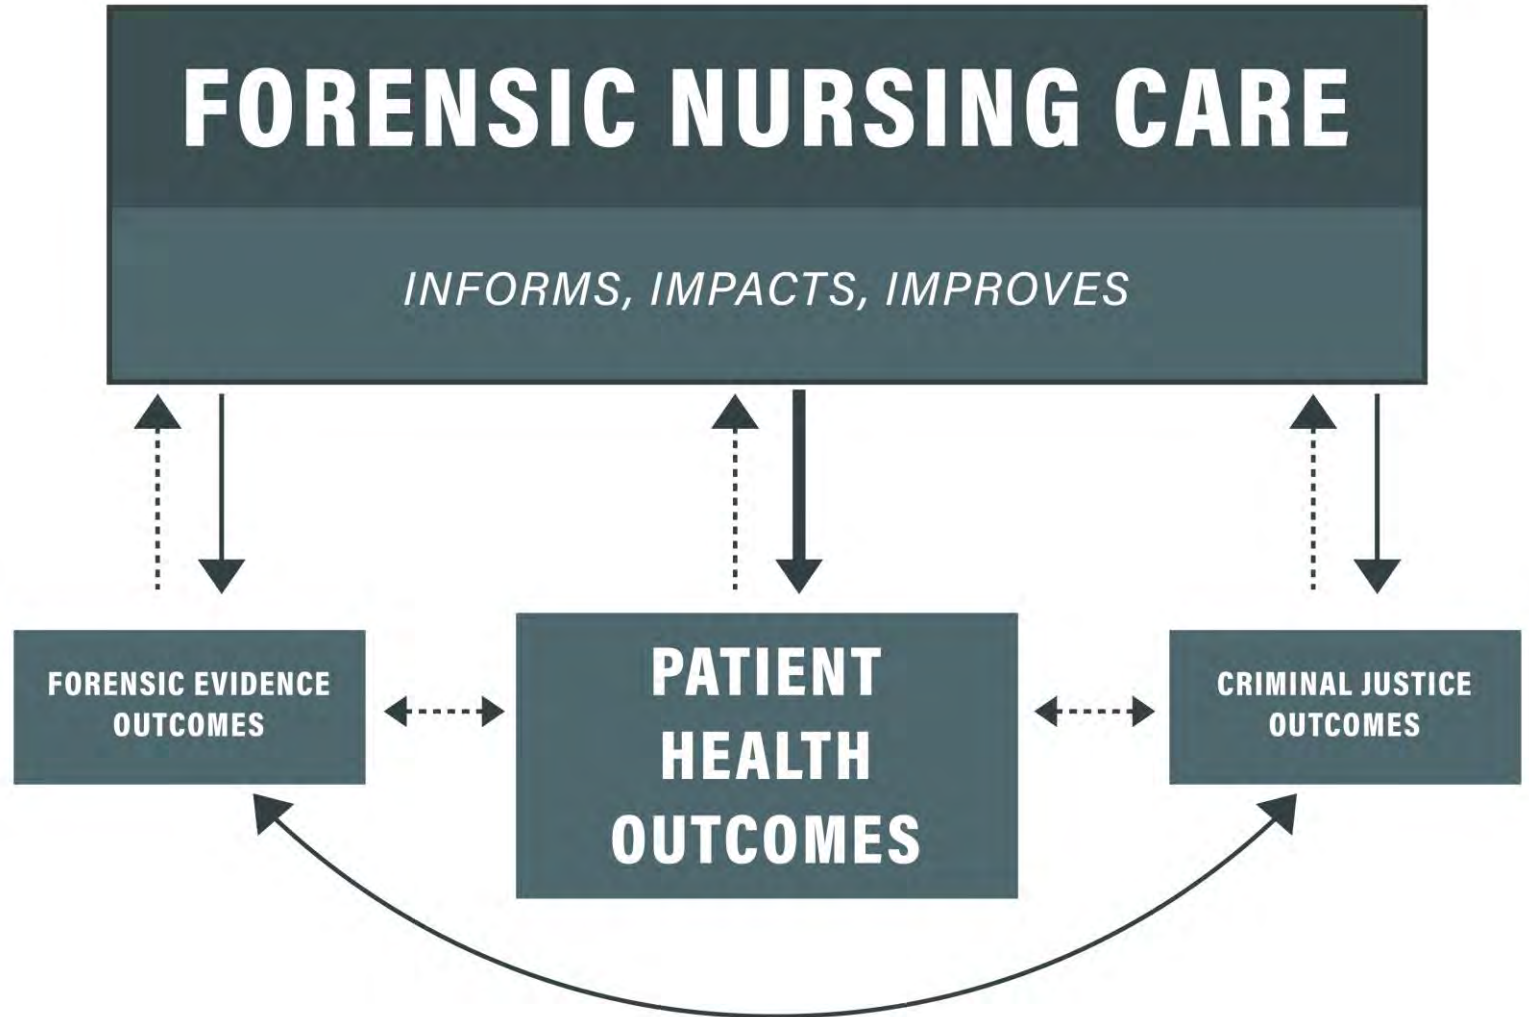 FORENSIC NURSING CARE
INFORMS, IMPACTS, IMPROVES
FORENSIC EVIDENCE
OUTCOMES
PATIENT
HEALTH
OUTCOMES
CRIMINAL JUSTICE
OUTCOMES